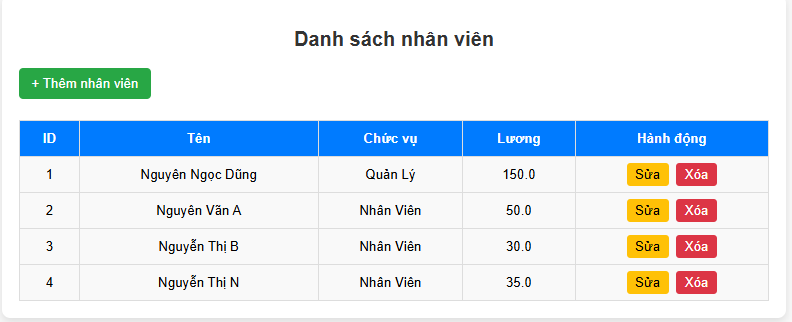 Danh sách nhân viên
+ Thêm nhân viên
ID Tên Chức vụ Lương Hành động
1 Nguyên Ngọc Dũng Quản Lý 150.0 Sửa Xóa
2 Nguyên Văn A Nhân Viên 50.0 Sửa Xóa
3 Nguyễn Thị B Nhân Viên 30.0 Sửa Xóa
4 Nguyễn Thị N Nhân Viên 35.0 Sửa Xóa